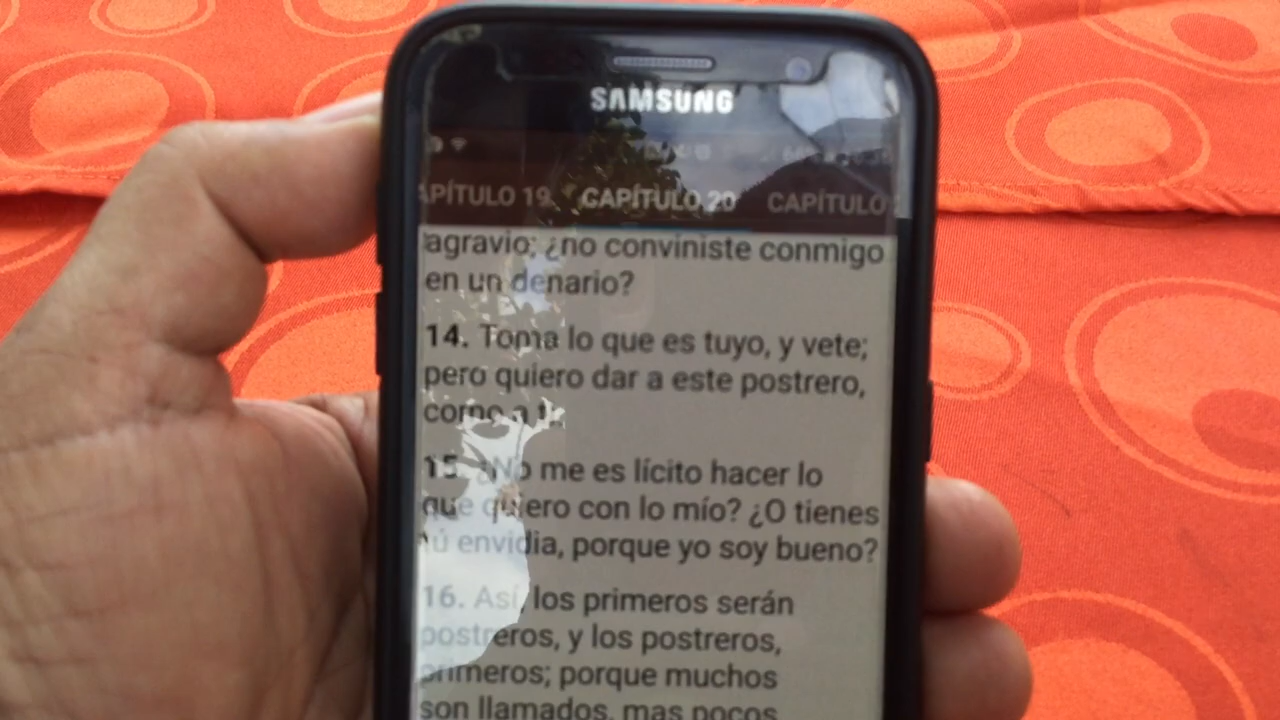 SAMSUNG
APÍTULO 19 CAPÍTULO 20 CAPÍTULO
agravio; ¿no conviniste conmigo
en un denario?
14. Toma lo que es tuyo, y vete;
pero quiero dar a este postrero,
como a ti.
15. ¿No me es lícito hacer lo
que quiero con lo mío? ¿O tienes
tú envidia, porque yo soy bueno?
16. Así, los primeros serán
postreros, y los postreros,
primeros; porque muchos
son llamados, mas pocos